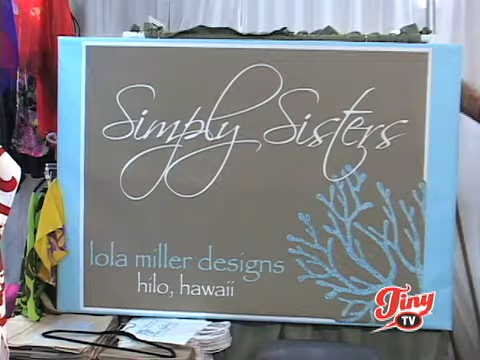 Simply Sisters
lola miller designs
hilo, hawaii
Tiny
TV